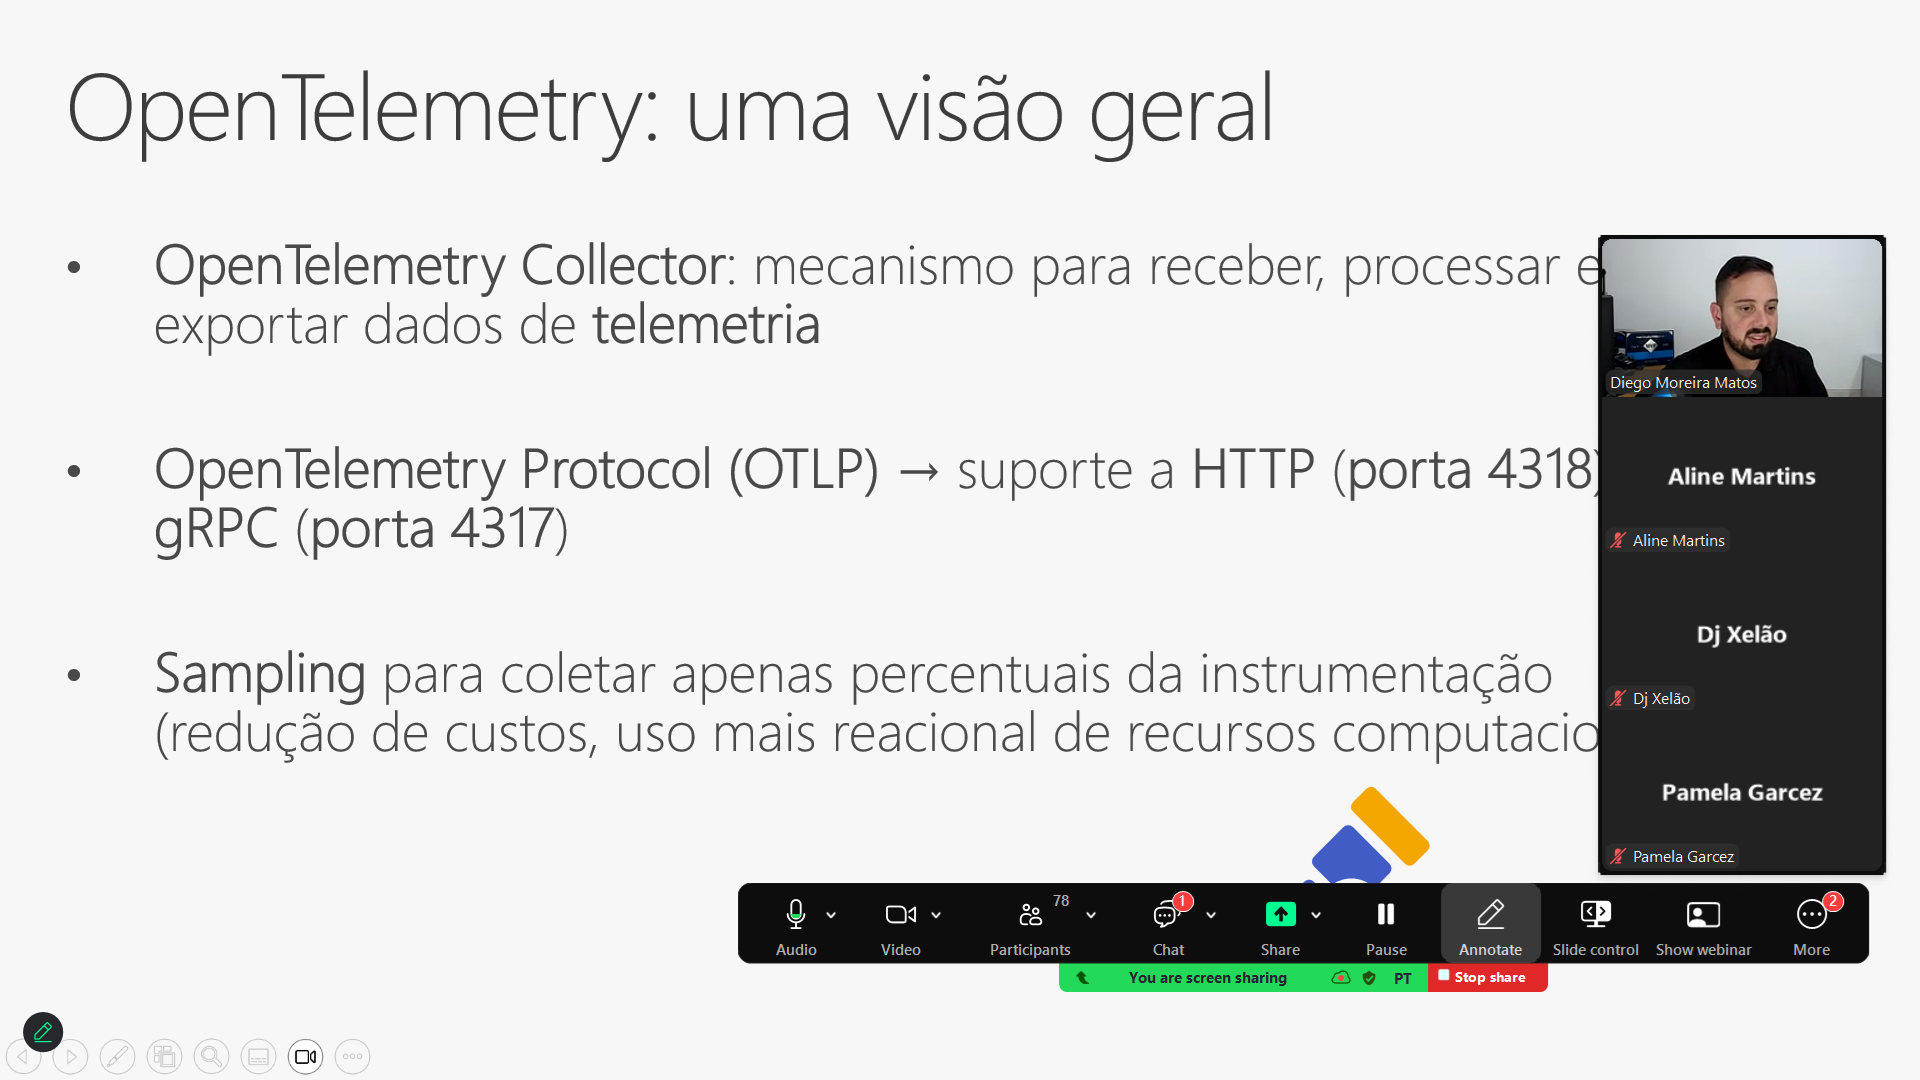 OpenTelemetry: uma visão geral
• OpenTelemetry Collector: mecanismo para receber, processar e
exportar dados de telemetria
• OpenTelemetry Protocol (OTLP) → suporte a HTTP (porta 4318)
gRPC (porta 4317)
• Sampling para coletar apenas percentuais da instrumentação
(redução de custos, uso mais reacional de recursos computacio
Diego Moreira Matos
Aline Martins
Aline Martins
Dj Xelão
Dj Xelão
Pamela Garcez
Pamela Garcez
78
1
2
Audio
Video
Participants
Chat
Share
Pause
Annotate
Slide control
Show webinar
More
You are screen sharing
PT
Stop share